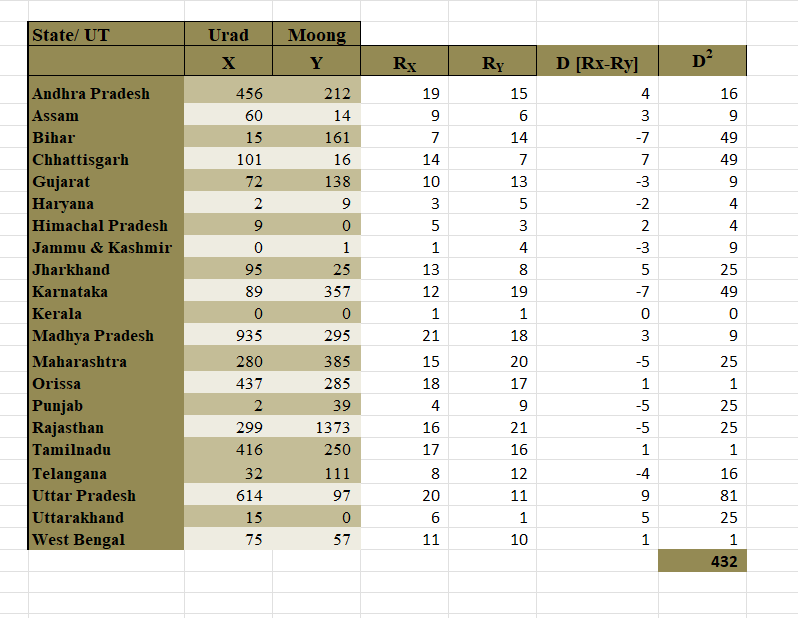 State/ UT Urad Moong
X Y RX RY D [Rx-Ry] D2
Andhra Pradesh 456 212 19 15 4 16
Assam 60 14 9 6 3 9
Bihar 15 161 7 14 -7 49
Chhattisgarh 101 16 14 7 7 49
Gujarat 72 138 10 13 -3 9
Haryana 2 9 3 5 -2 4
Himachal Pradesh 9 0 5 3 2 4
Jammu & Kashmir 0 1 1 4 -3 9
Jharkhand 95 25 13 8 5 25
Karnataka 89 357 12 19 -7 49
Kerala 0 0 1 1 0 0
Madhya Pradesh 935 295 21 18 3 9
Maharashtra 280 385 15 20 -5 25
Orissa 437 285 18 17 1 1
Punjab 2 39 4 9 -5 25
Rajasthan 299 1373 16 21 -5 25
Tamilnadu 416 250 17 16 1 1
Telangana 32 111 8 12 -4 16
Uttar Pradesh 614 97 20 11 9 81
Uttarakhand 15 0 6 1 5 25
West Bengal 75 57 11 10 1 1
432